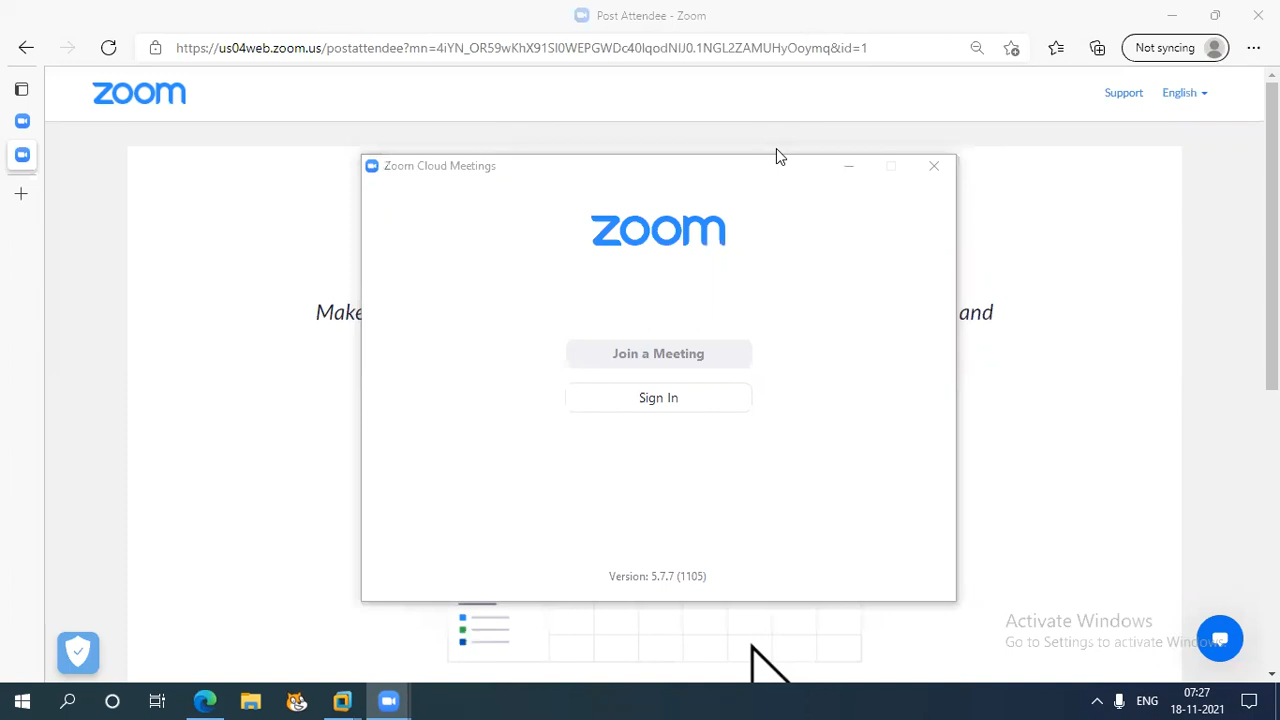 Post Attendee - Zoom
https://us04web.zoom.us/postattendee?mn=4iYN_OR59wKhX91Sl0WEPGWDc40IqodNIJ0.1NGL2ZAMUHyOoymq&id=1
Not syncing
zoom
Support
English
Zoom Cloud Meetings
zoom
Make
and
Join a Meeting
Sign In
Version: 5.7.7 (1105)
Activate Windows
Go to Settings to activate Windows.
ENG
07:27
18-11-2021